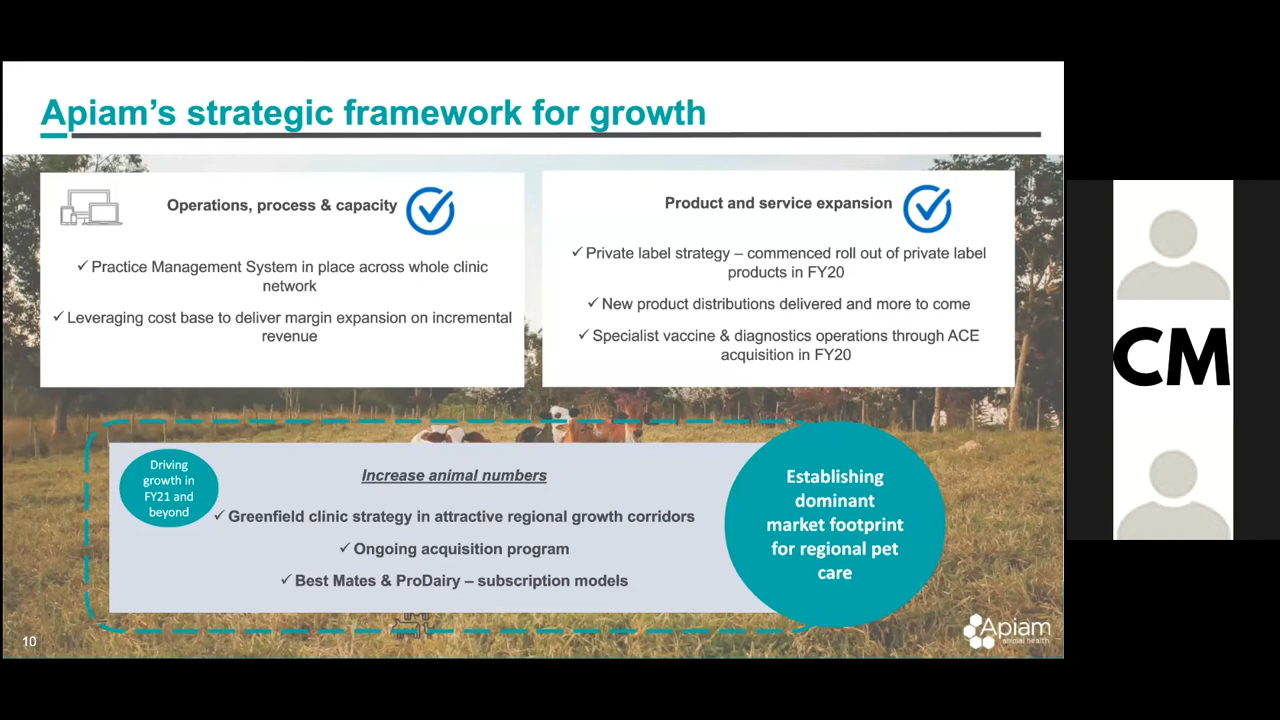 Apiam's strategic framework for growth
Operations, process & capacity
✓ Practice Management System in place across whole clinic
network
✓ Leveraging cost base to deliver margin expansion on incremental
revenue
Product and service expansion
✓ Private label strategy – commenced roll out of private label
products in FY20
✓ New product distributions delivered and more to come
✓ Specialist vaccine & diagnostics operations through ACE
acquisition in FY20
Driving
growth in
FY21 and
beyond
Increase animal numbers
✓ Greenfield clinic strategy in attractive regional growth corridors
✓ Ongoing acquisition program
✓ Best Mates & ProDairy – subscription models
Establishing
dominant
market footprint
for regional pet
care
10
Apiam
animal health
CM